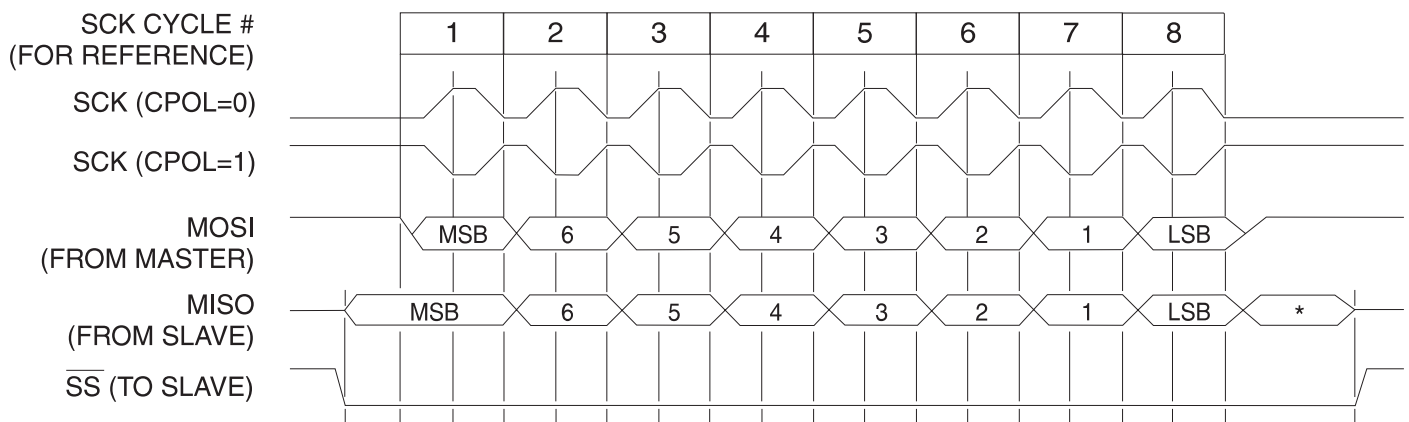 SCK CYCLE #
(FOR REFERENCE)
1 2 3 4 5 6 7 8
SCK (CPOL=0)
SCK (CPOL=1)
MOSI
(FROM MASTER)
MSB 6 5 4 3 2 1 LSB
MISO
(FROM SLAVE)
MSB 6 5 4 3 2 1 LSB *
SS (TO SLAVE)